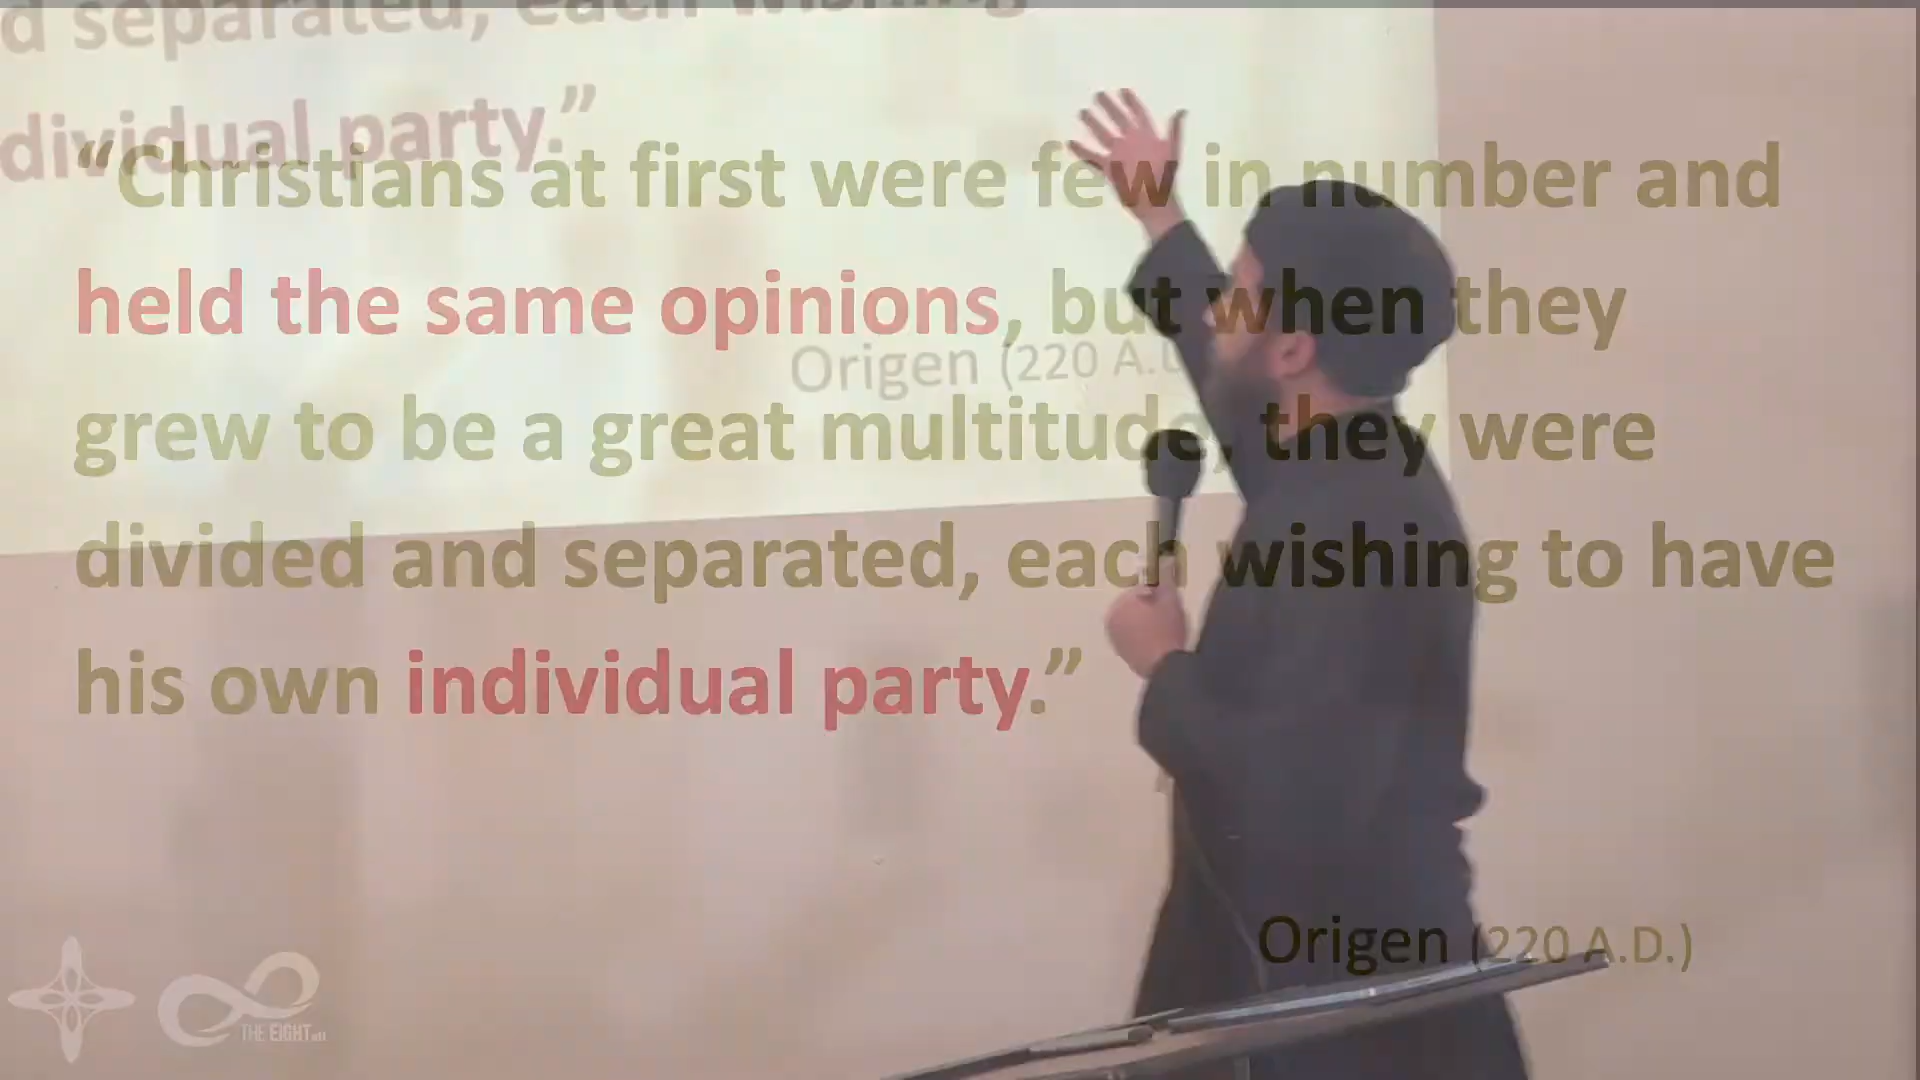 d separated, each wishing
dividual party.”
“Christians at first were few in number and
held the same opinions, but when they
Origen (220 A.D
grew to be a great multitude, they were
divided and separated, each wishing to have
his own individual party.”
Origen (220 A.D.)
THE EIGHT